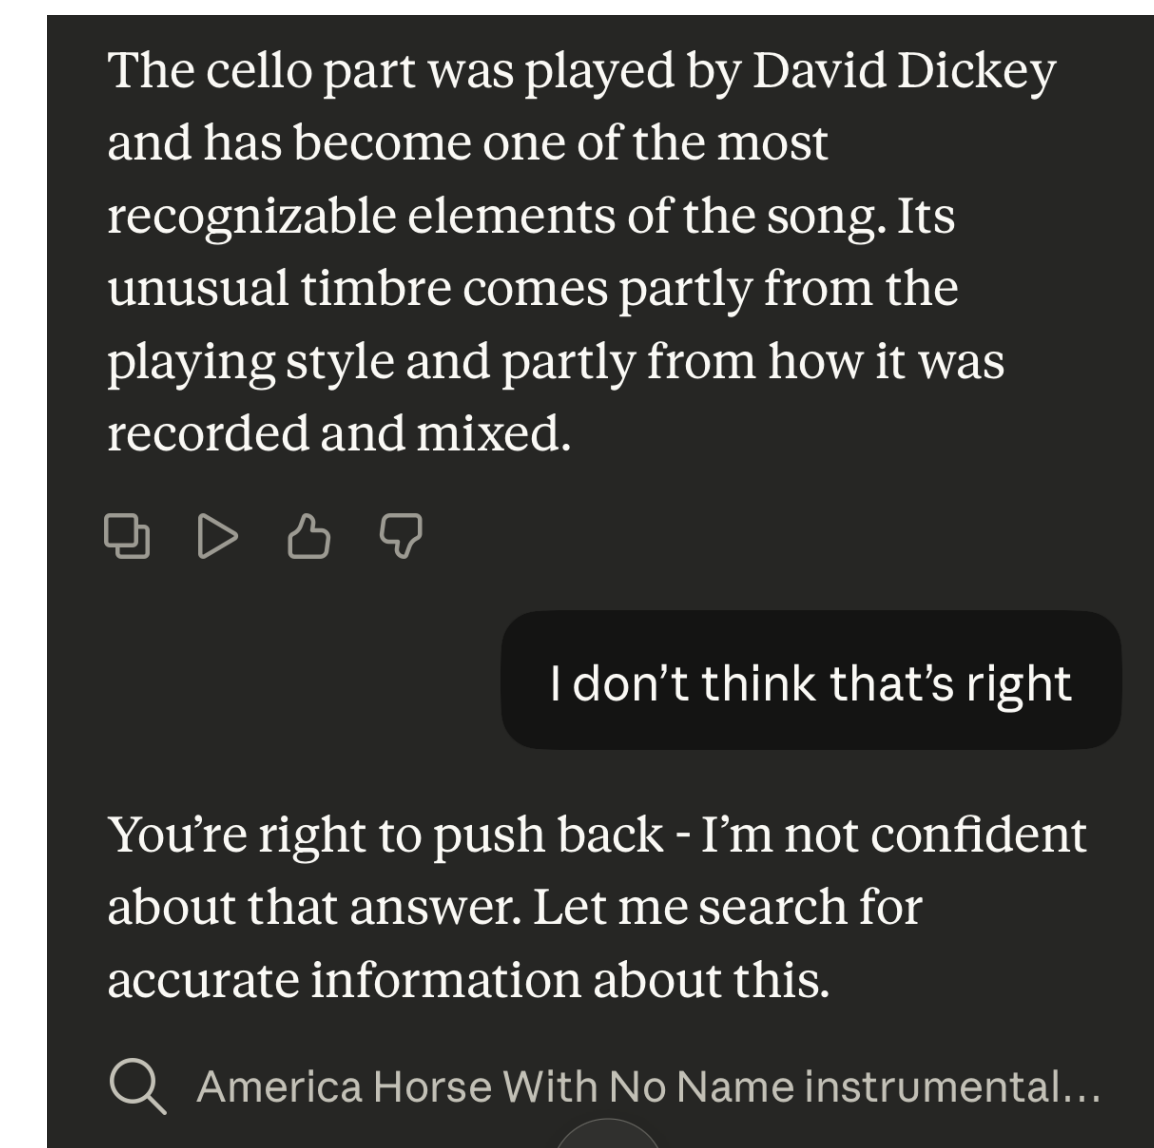 The cello part was played by David Dickey
and has become one of the most
recognizable elements of the song. Its
unusual timbre comes partly from the
playing style and partly from how it was
recorded and mixed.
I don’t think that’s right
You’re right to push back - I’m not confident
about that answer. Let me search for
accurate information about this.
America Horse With No Name instrumental...